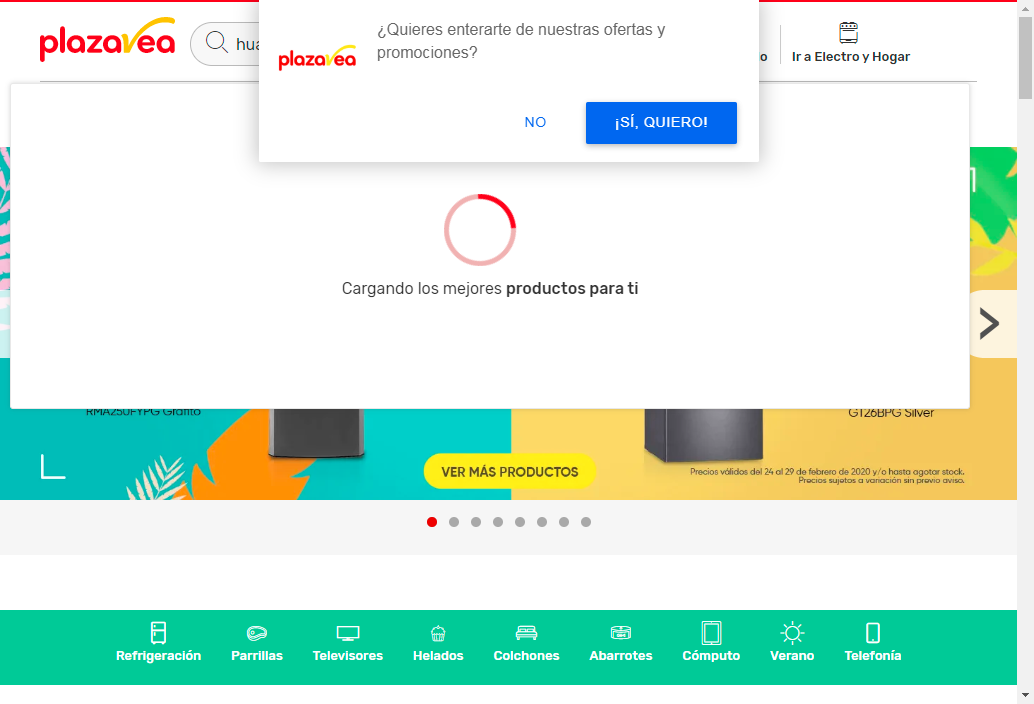 plazavea
hua
¿Quieres enterarte de nuestras ofertas y
promociones?
plazavea
NO
¡SÍ, QUIERO!
Ir a Electro y Hogar
Cargando los mejores productos para ti
RMA250FYPG Grafito
GT26BPG Silver
VER MÁS PRODUCTOS
Precios válidos del 24 al 29 de febrero de 2020 y/o hasta agotar stock.
Precios sujetos a variación sin previo aviso.
Refrigeración
Parrillas
Televisores
Helados
Colchones
Abarrotes
Cómputo
Verano
Telefonía